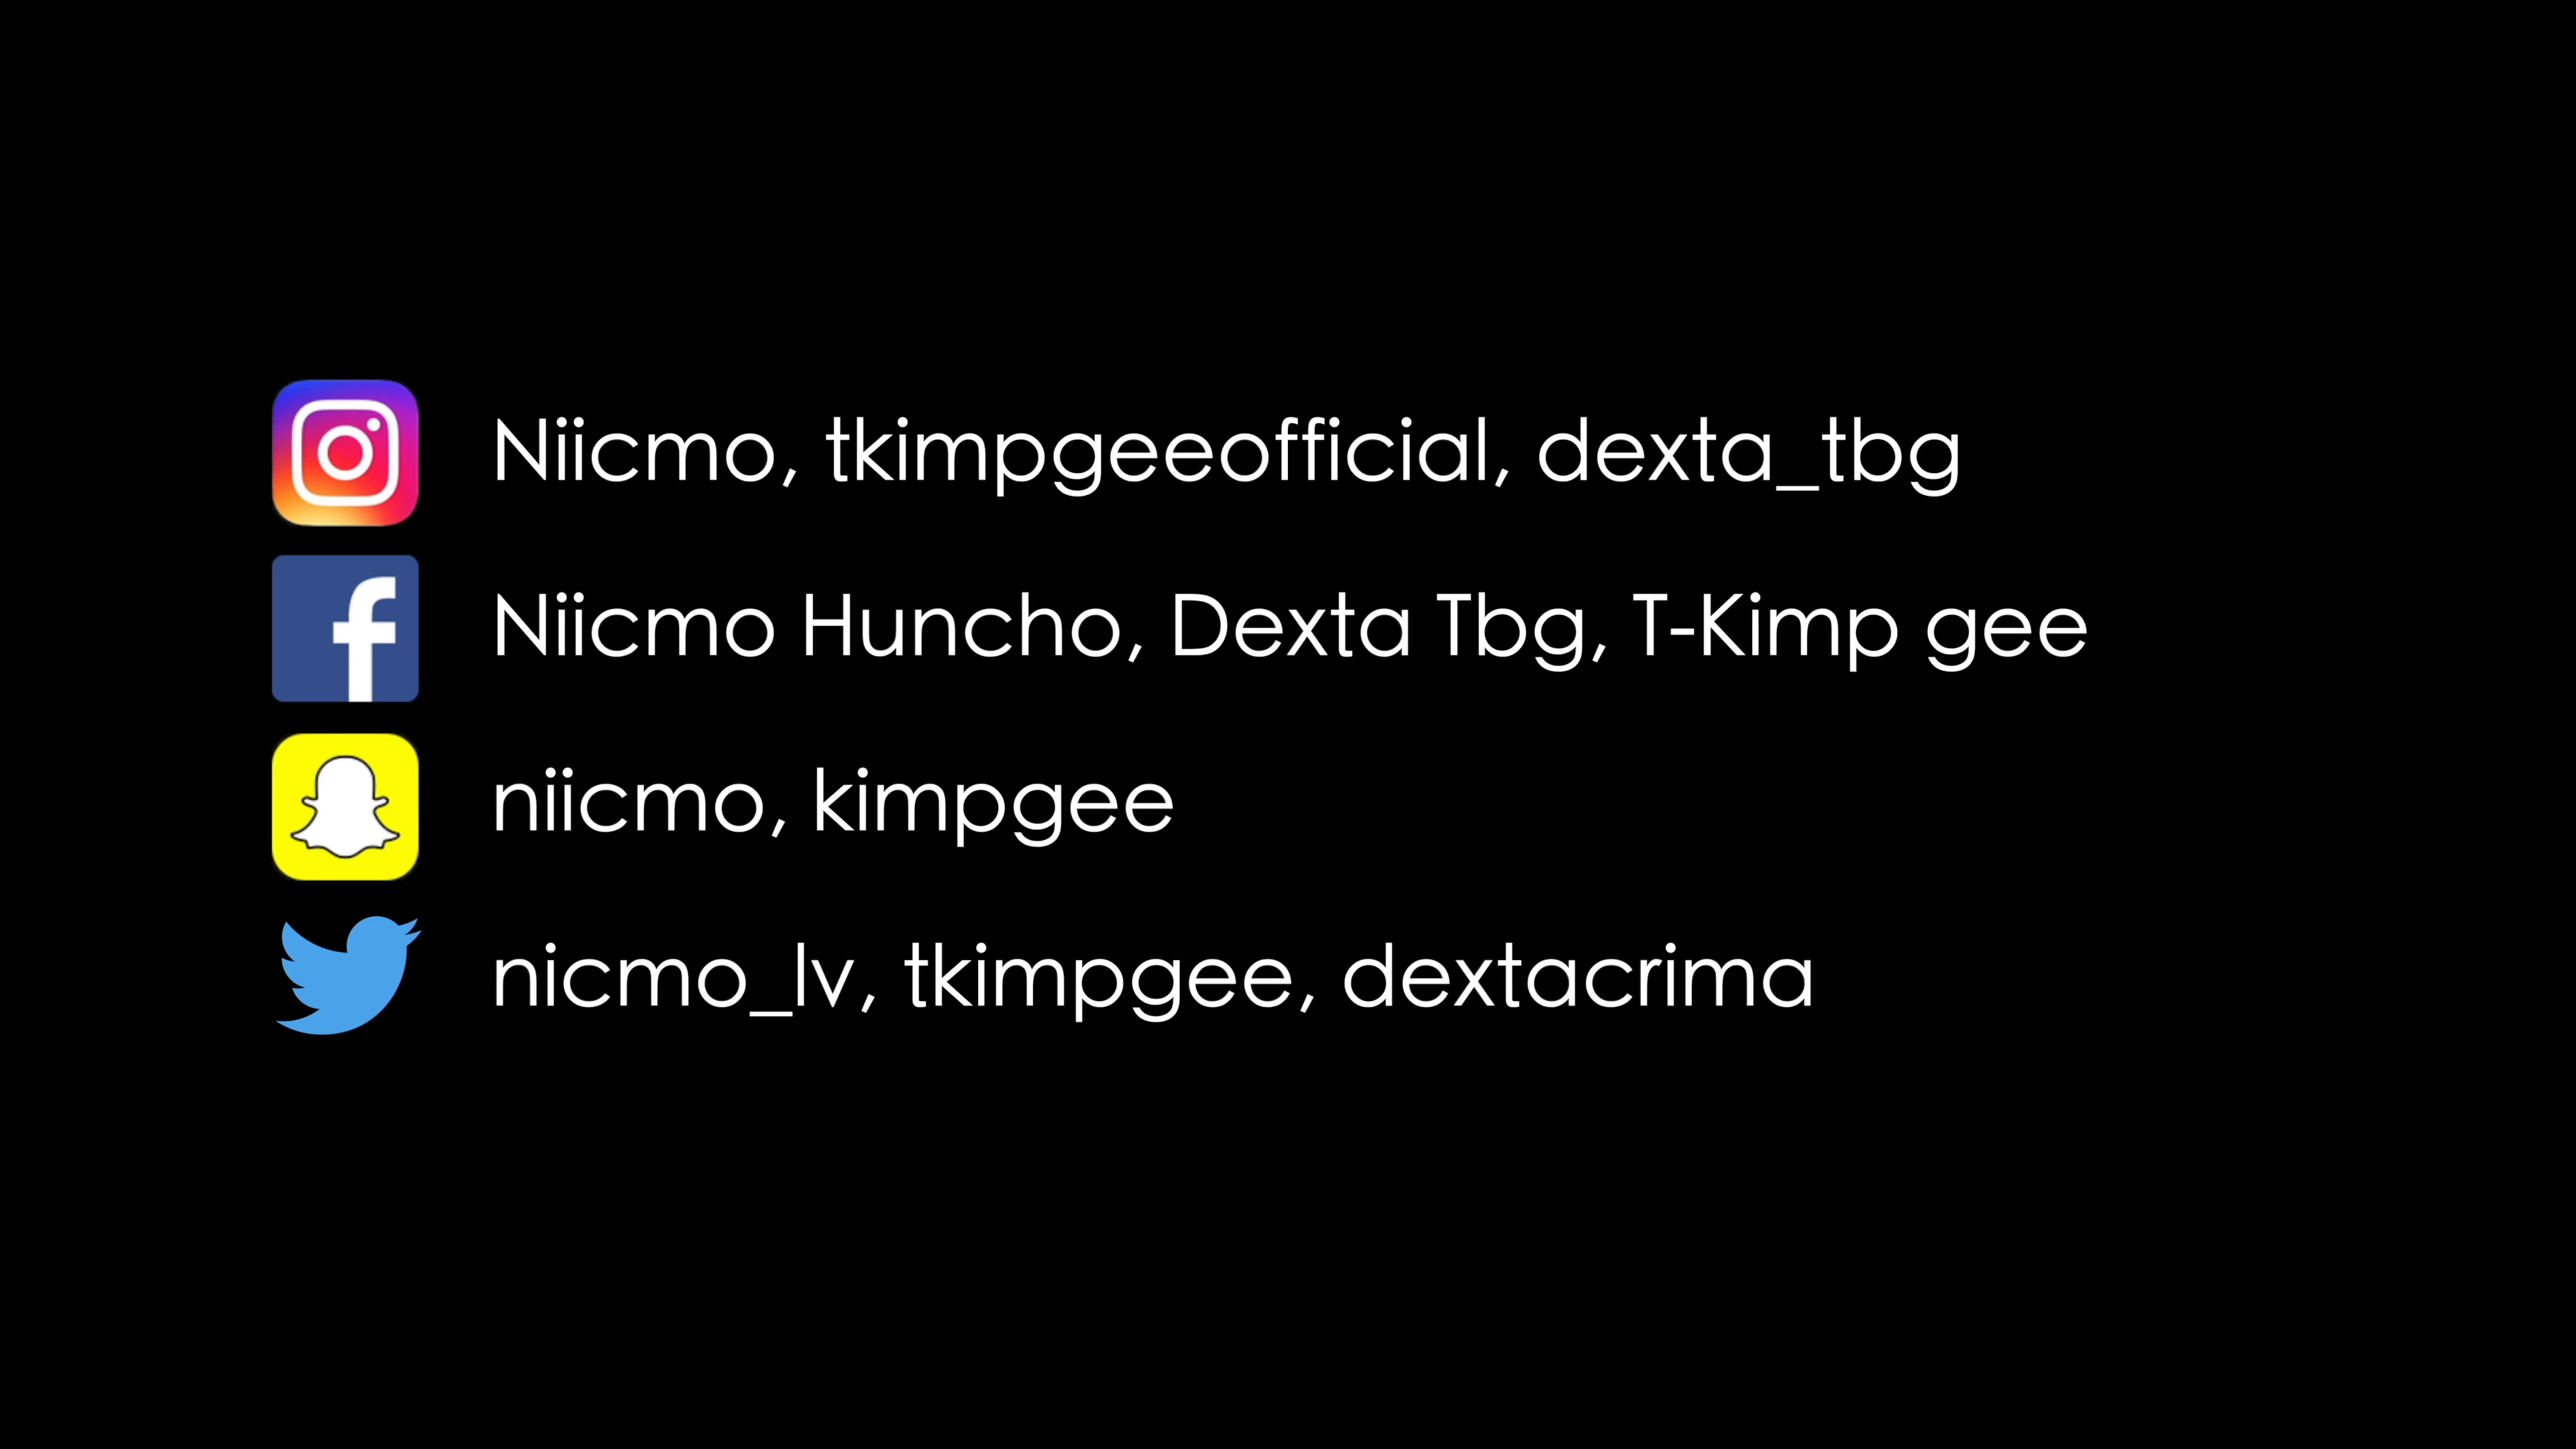 Niicmo, tkimpgeeofficial, dexta_tbg
Niicmo Huncho, Dexta Tbg, T-Kimp gee
niicmo, kimpgee
nicmo_lv, tkimpgee, dextacrima